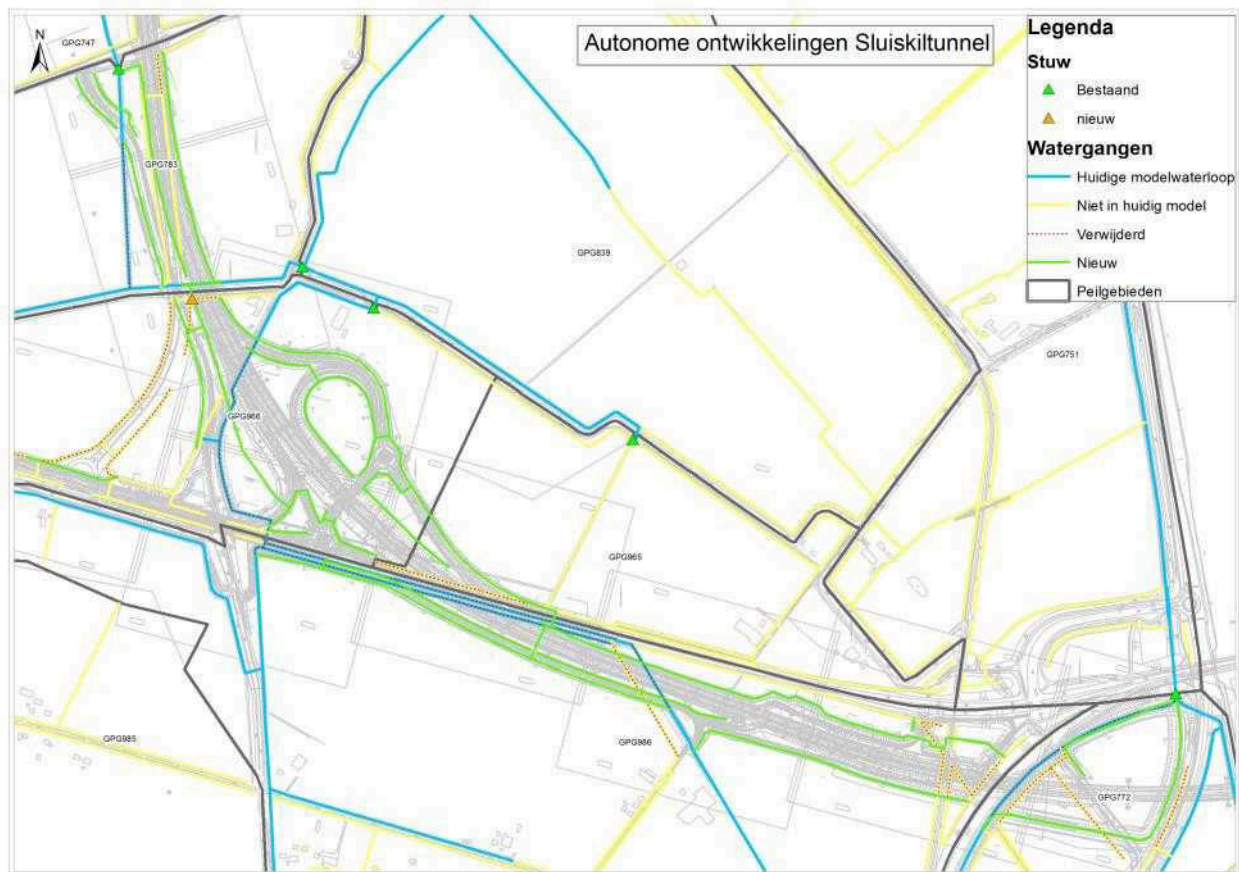 Autonome ontwikkelingen Sluiskiltunnel
Legenda
Stuw
Bestaand
nieuw
Watergangen
Huidige modelwaterloop
Niet in huidig model
Verwijderd
Nieuw
Peilgebieden
N
GPG747
GPG783
GPG839
GPG751
GPG966
GPG965
GPG985
GPG986
GPG772